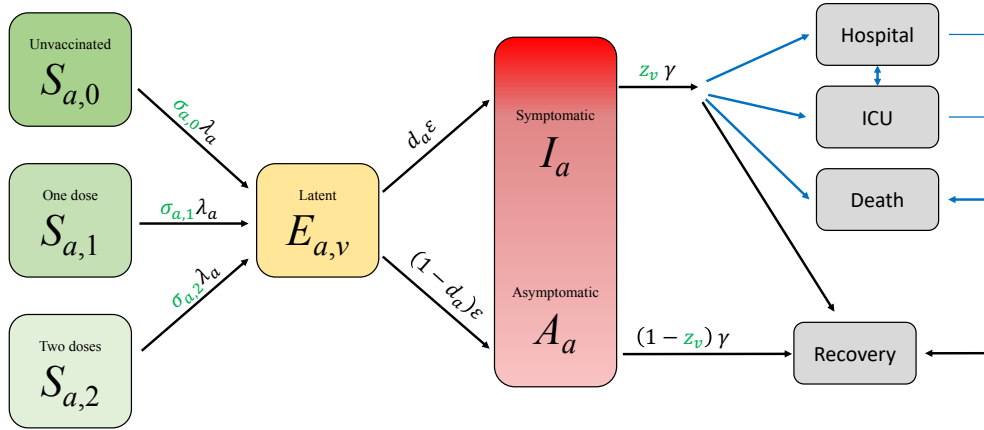 Unvaccinated
S_{a,0}
σ_{a,0}λ_a
One dose
S_{a,1}
σ_{a,1}λ_a
Two doses
S_{a,2}
σ_{a,2}λ_a
Latent
E_{a,v}
d_aε
(1 − d_a)ε
Symptomatic
I_a
Asymptomatic
A_a
z_v γ
(1 − z_v) γ
Hospital
ICU
Death
Recovery